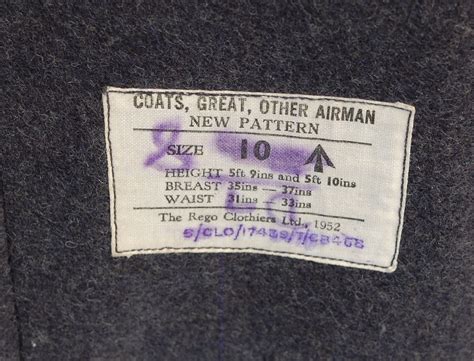 COATS, GREAT, OTHER AIRMAN
NEW PATTERN
SIZE 10
HEIGHT 5ft 9ins and 5ft 10ins
BREAST 35ins — 37ins
WAIST 31ins — 33ins
The Rego Clothiers Ltd., 1952